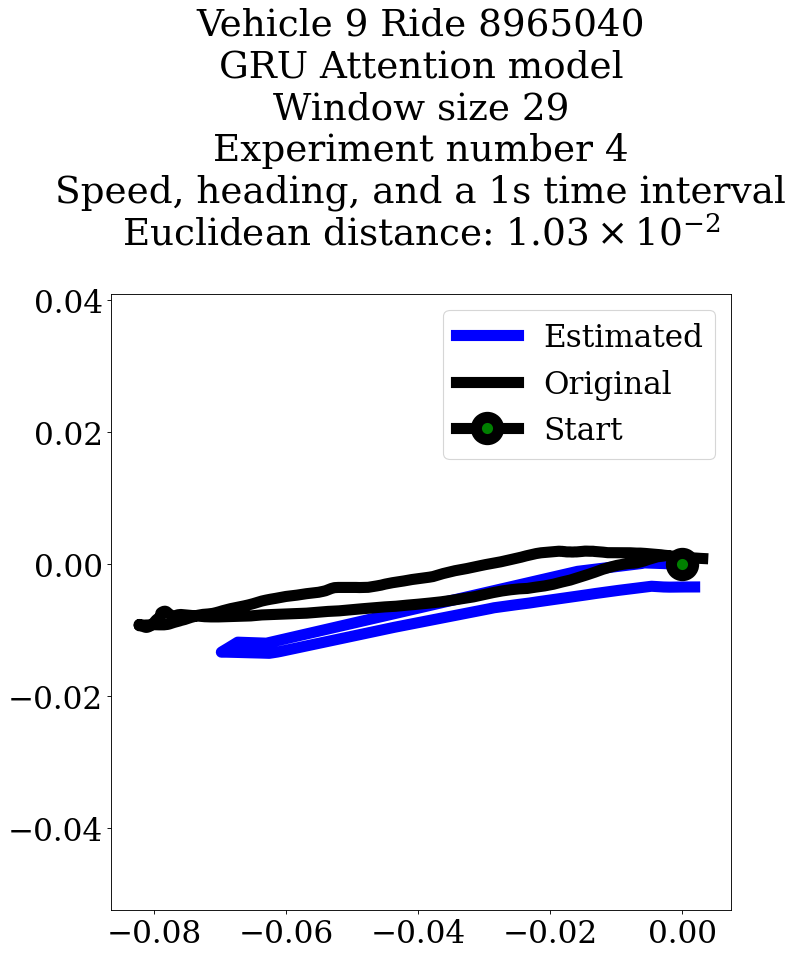 Vehicle 9 Ride 8965040
GRU Attention model
Window size 29
Experiment number 4
Speed, heading, and a 1s time interval
Euclidean distance: 1.03 × 10⁻²
Estimated
Original
Start
0.04
0.02
0.00
−0.02
−0.04
−0.08 −0.06 −0.04 −0.02 0.00